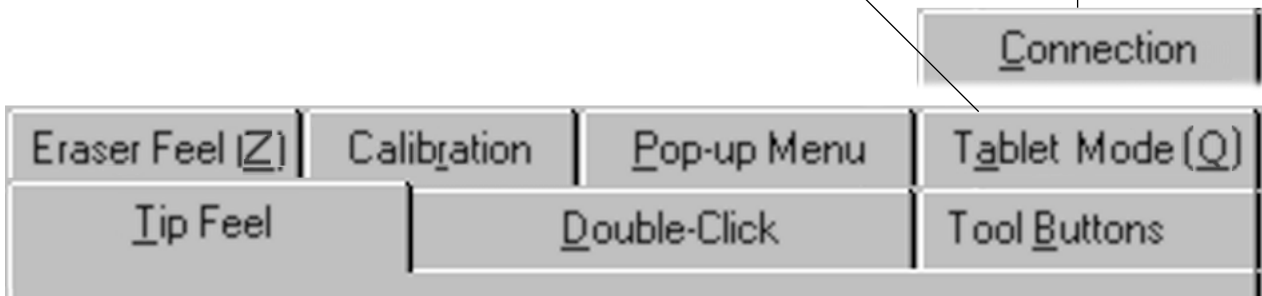 Connection
Eraser Feel (Z) Calibration Pop-up Menu Tablet Mode (Q)
Tip Feel Double-Click Tool Buttons